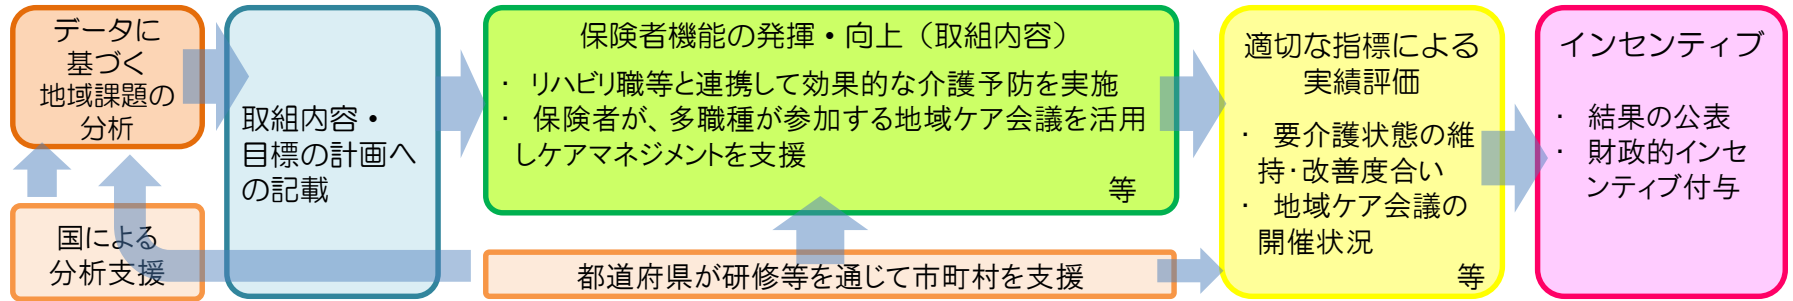 データに
基づく
地域課題の
分析
国による
分析支援
取組内容・
目標の計画へ
の記載
保険者機能の発揮・向上（取組内容）
・ リハビリ職等と連携して効果的な介護予防を実施
・ 保険者が、多職種が参加する地域ケア会議を活用
しケアマネジメントを支援
等
都道府県が研修等を通じて市町村を支援
適切な指標による
実績評価
・ 要介護状態の維
持・改善度合い
・ 地域ケア会議の
開催状況
等
インセンティブ
・ 結果の公表
・ 財政的インセ
ンティブ付与